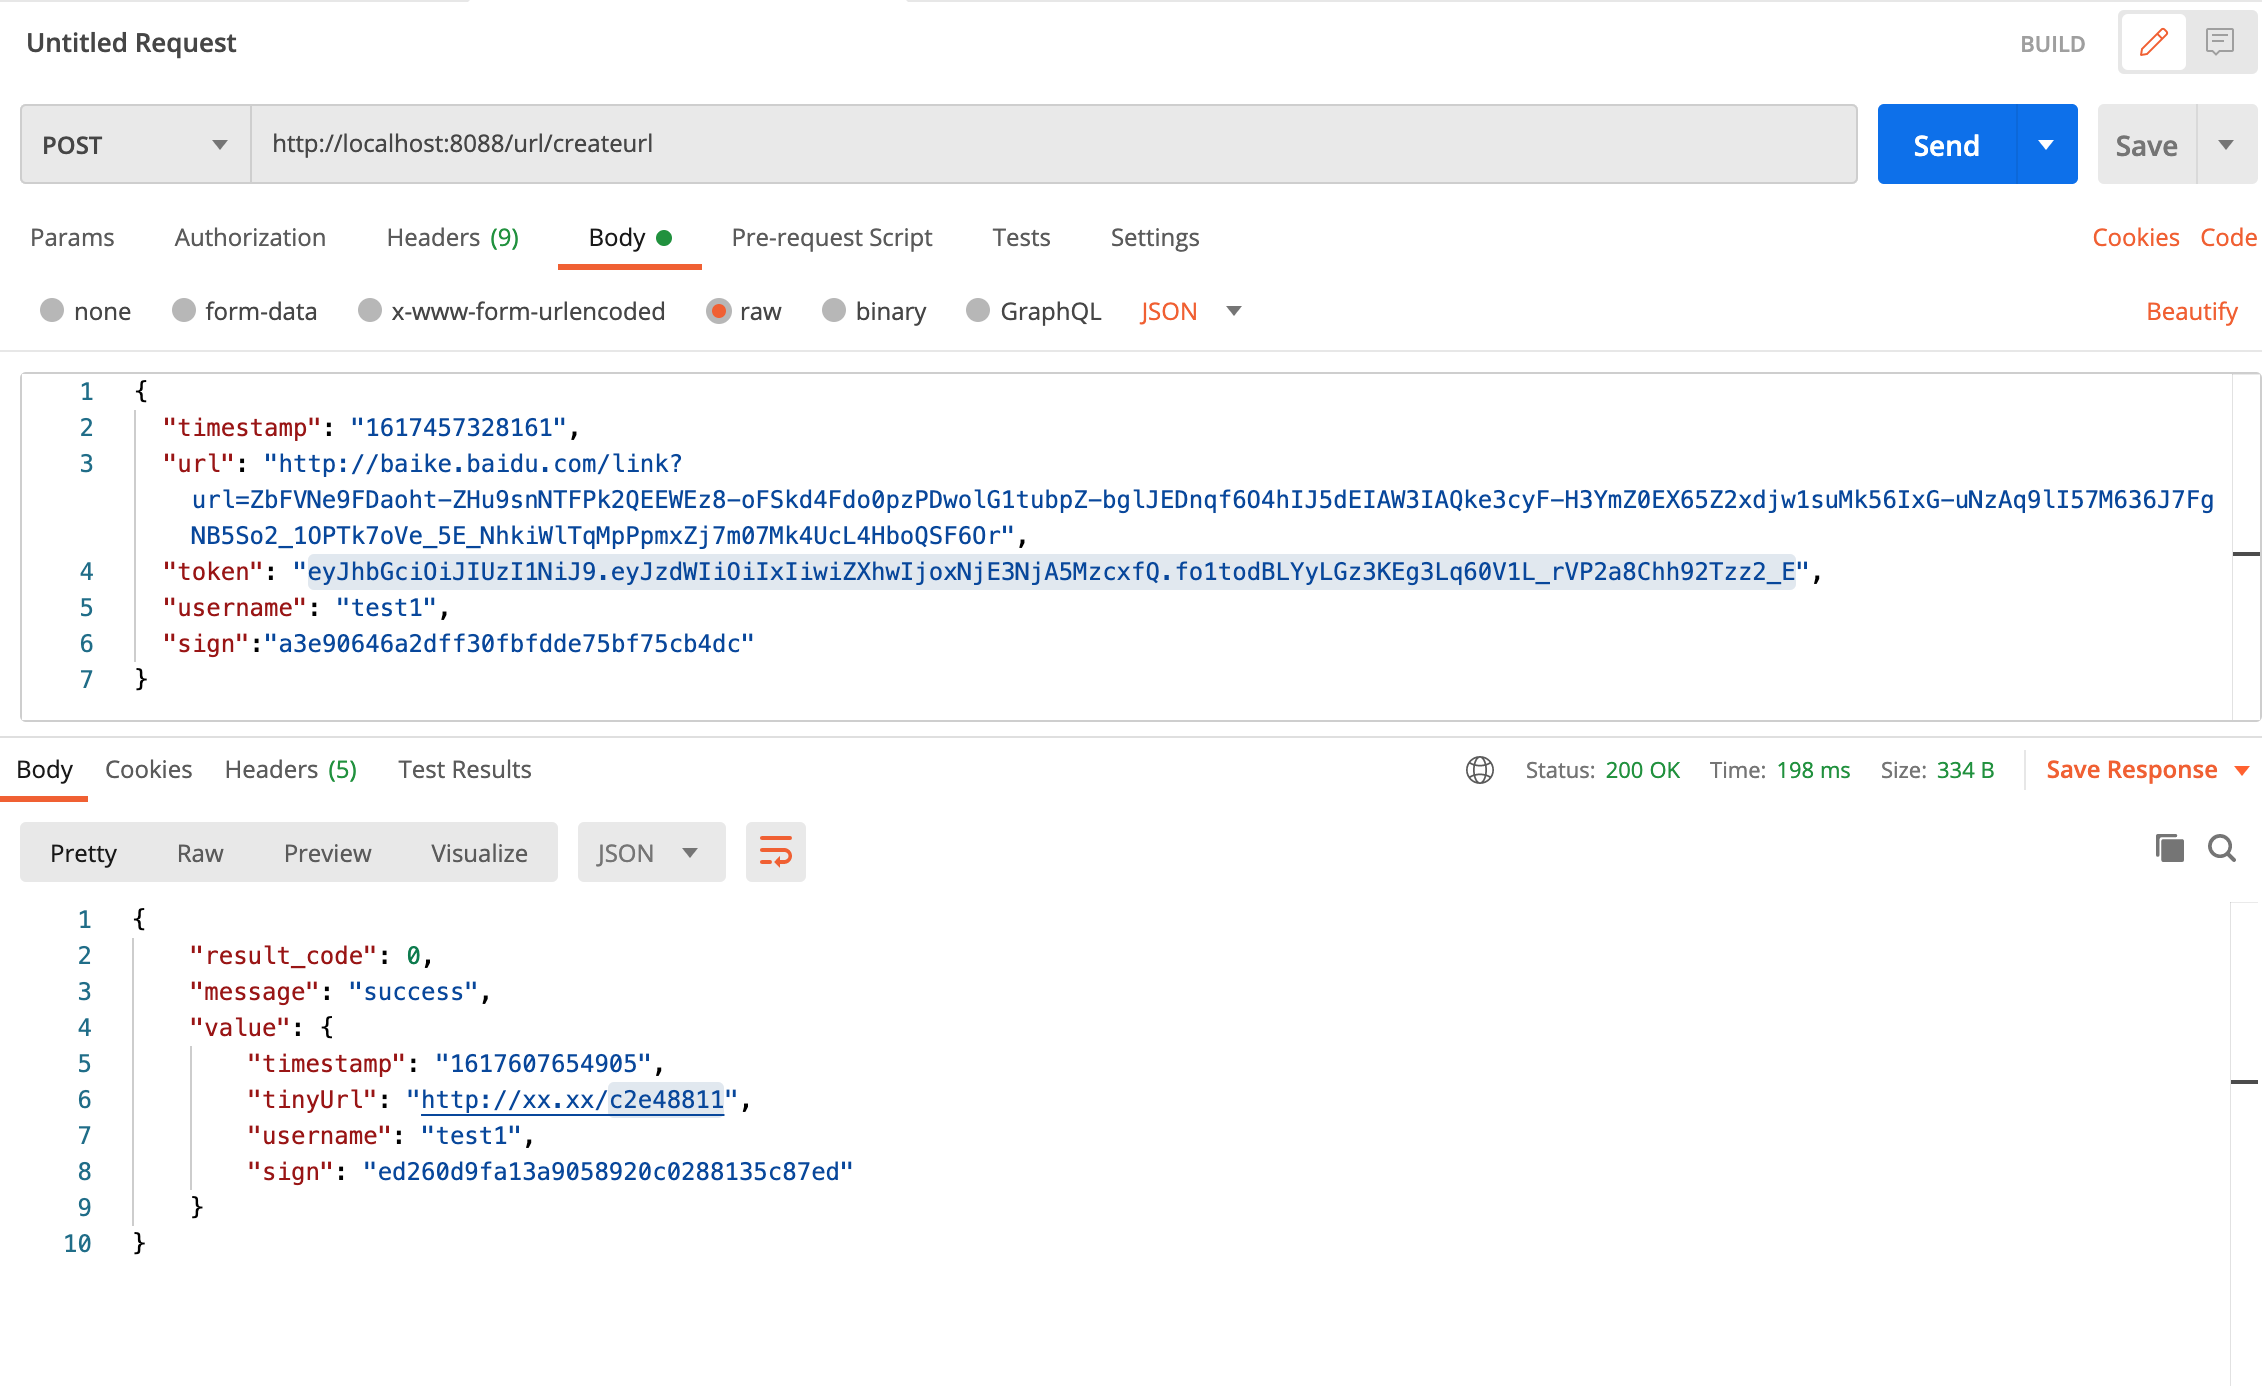 Untitled Request
BUILD
POST
http://localhost:8088/url/createurl
Send
Save
Params
Authorization
Headers (9)
Body
Pre-request Script
Tests
Settings
Cookies
Code
none
form-data
x-www-form-urlencoded
raw
binary
GraphQL
JSON
Beautify
1 {
2 "timestamp": "1617457328161",
3 "url": "http://baike.baidu.com/link?
url=ZbFVNe9FDaoht-ZHu9snNTFPk2QEEWEz8-oFSkd4Fdo0pzPDwolG1tubpZ-bglJEDnqf6O4hIJ5dEIAW3IAQke3cyF-H3YmZ0EX65Z2xdjw1suMk56IxG-uNzAq9lI57M636J7Fg
NB5So2_1OPTk7oVe_5E_NhkiWlTqMpPpmxZj7m07Mk4UcL4HboQSF6Or",
4 "token": "eyJhbGciOiJIUzI1NiJ9.eyJzdWIiOiIxIiwiZXhwIjoxNjE3NjA5MzcxfQ.fo1todBLYyLGz3KEg3Lq60V1L_rVP2a8Chh92Tzz2_E",
5 "username": "test1",
6 "sign":"a3e90646a2dff30fbfdde75bf75cb4dc"
7 }
Body
Cookies
Headers (5)
Test Results
Status: 200 OK
Time: 198 ms
Size: 334 B
Save Response
Pretty
Raw
Preview
Visualize
JSON
1 {
2 "result_code": 0,
3 "message": "success",
4 "value": {
5 "timestamp": "1617607654905",
6 "tinyUrl": "http://xx.xx/c2e48811",
7 "username": "test1",
8 "sign": "ed260d9fa13a9058920c0288135c87ed"
9 }
10 }